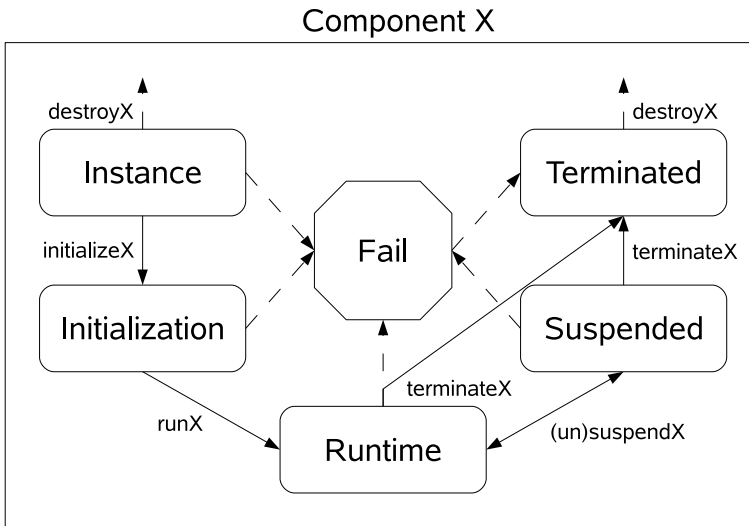 Component X
destroyX
destroyX
Instance
Terminated
Fail
initializeX
terminateX
Initialization
Suspended
terminateX
runX
(un)suspendX
Runtime